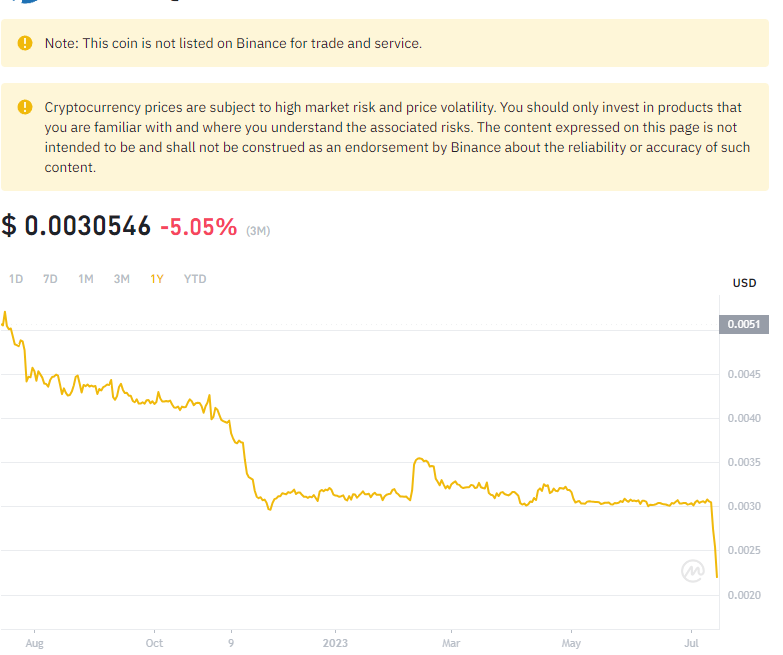 Note: This coin is not listed on Binance for trade and service.
Cryptocurrency prices are subject to high market risk and price volatility. You should only invest in products that
you are familiar with and where you understand the associated risks. The content expressed on this page is not
intended to be and shall not be construed as an endorsement by Binance about the reliability or accuracy of such
content.
$ 0.0030546 -5.05% (3M)
1D 7D 1M 3M 1Y YTD
USD
0.0051
0.0045
0.0040
0.0035
0.0030
0.0025
0.0020
Aug Oct 9 2023 Mar May Jul